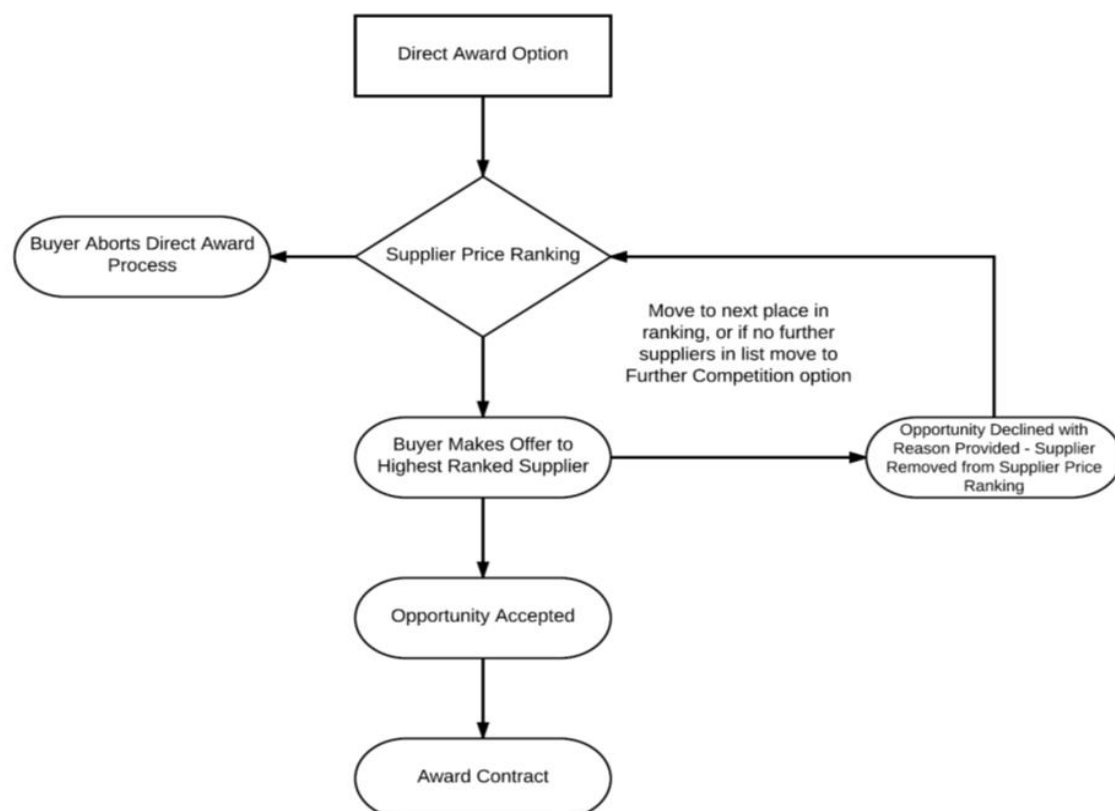 Direct Award Option
Buyer Aborts Direct Award
Process
Supplier Price Ranking
Move to next place in
ranking, or if no further
suppliers in list move to
Further Competition option
Buyer Makes Offer to
Highest Ranked Supplier
Opportunity Declined with
Reason Provided - Supplier
Removed from Supplier Price
Ranking
Opportunity Accepted
Award Contract